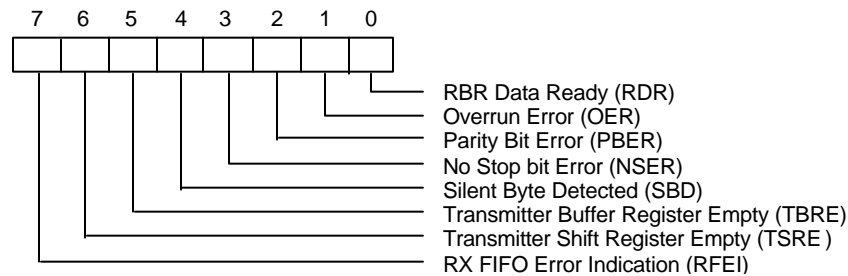 7 6 5 4 3 2 1 0
RBR Data Ready (RDR)
Overrun Error (OER)
Parity Bit Error (PBER)
No Stop bit Error (NSER)
Silent Byte Detected (SBD)
Transmitter Buffer Register Empty (TBRE)
Transmitter Shift Register Empty (TSRE )
RX FIFO Error Indication (RFEI)